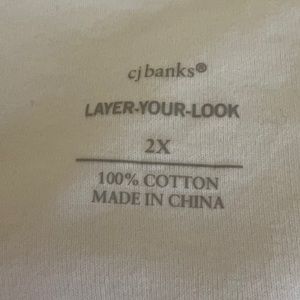 cj banks®
LAYER-YOUR-LOOK
2X
100% COTTON
MADE IN CHINA